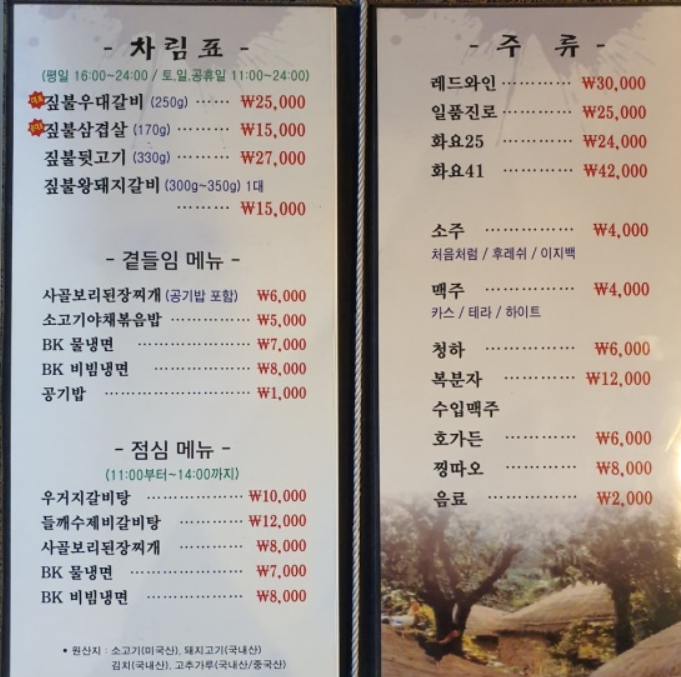 - 차림표 -
(평일 16:00~24:00 / 토,일,공휴일 11:00~24:00)
짚불우대갈비 (250g) ······ ₩25,000
짚불삼겹살 (170g) ······ ₩15,000
짚불뒷고기 (330g) ······ ₩27,000
짚불왕돼지갈비 (300g~350g) 1대
········· ₩15,000
- 곁들임 메뉴 -
사골보리된장찌개 (공기밥 포함) ₩6,000
소고기야채볶음밥 ············ ₩5,000
BK 물냉면 ················· ₩7,000
BK 비빔냉면 ··············· ₩8,000
공기밥 ······················ ₩1,000
- 점심 메뉴 -
(11:00부터~14:00까지)
우거지갈비탕 ··············· ₩10,000
들깨수제비갈비탕 ·········· ₩12,000
사골보리된장찌개 ·········· ₩8,000
BK 물냉면 ················· ₩7,000
BK 비빔냉면 ··············· ₩8,000
• 원산지 : 소고기(미국산), 돼지고기(국내산)
김치(국내산), 고추가루(국내산/중국산)
- 주 류 -
레드와인 ············ ₩30,000
일품진로 ············ ₩25,000
화요25 ············ ₩24,000
화요41 ············ ₩42,000
소주 ··············· ₩4,000
처음처럼 / 후레쉬 / 이지백
맥주 ··············· ₩4,000
카스 / 테라 / 하이트
청하 ··············· ₩6,000
복분자 ············ ₩12,000
수입맥주
호가든 ············ ₩6,000
찡따오 ············ ₩8,000
음료 ··············· ₩2,000